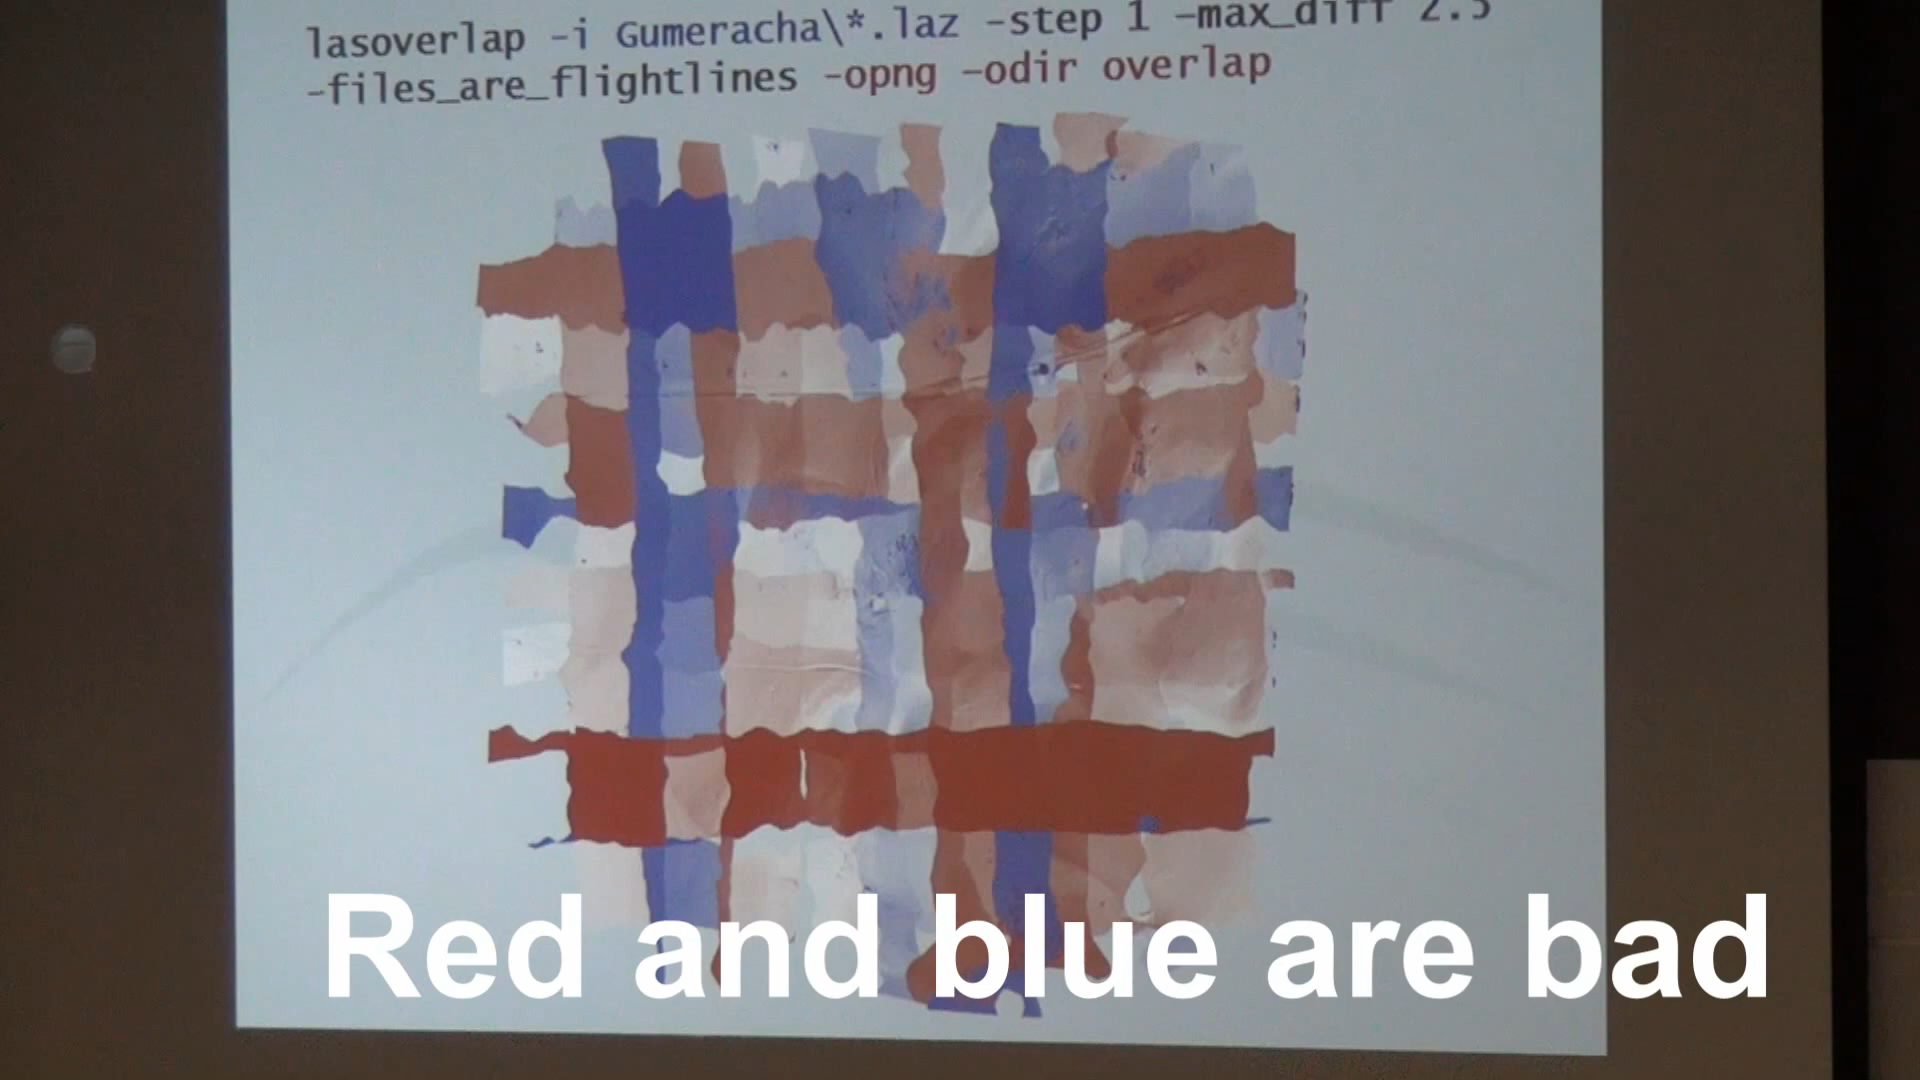 lasoverlap -i Gumeracha\*.laz -step 1 -max_diff 2.5
-files_are_flightlines -opng -odir overlap
Red and blue are bad